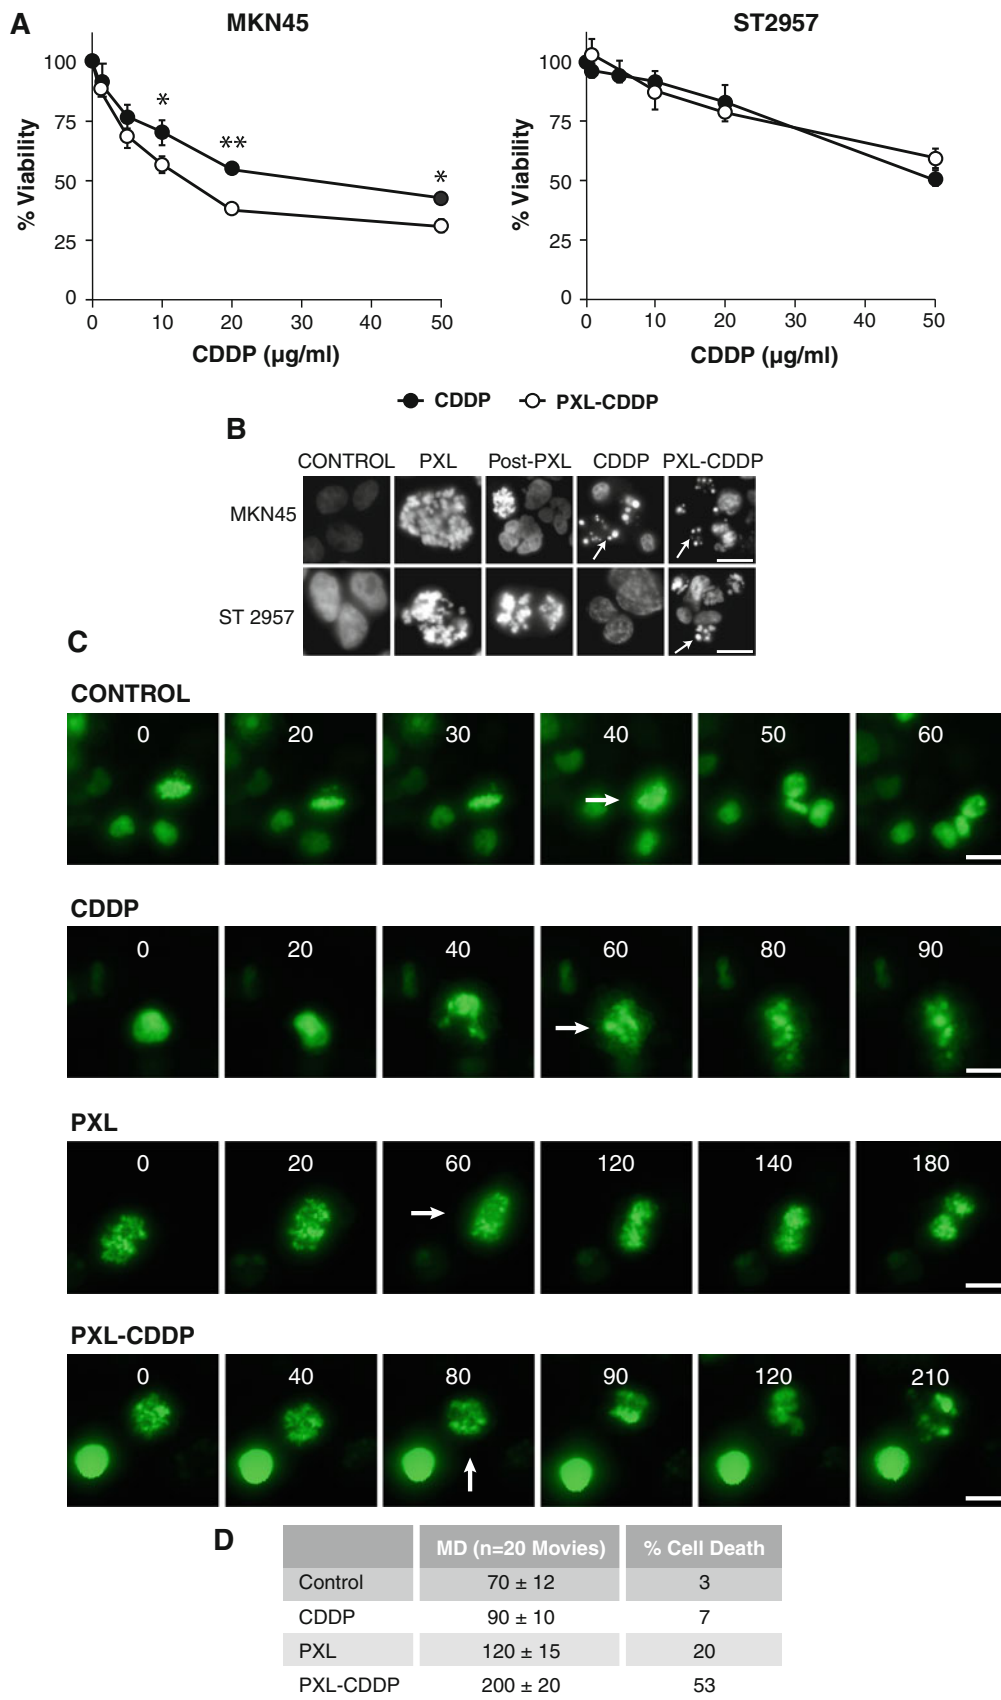 A
MKN45
ST2957
% Viability
100
75
50
25
0
*
**
*
0 10 20 30 40 50
CDDP (µg/ml)
% Viability
100
75
50
25
0
0 10 20 30 40 50
CDDP (µg/ml)
CDDP PXL-CDDP
B
CONTROL PXL Post-PXL CDDP PXL-CDDP
MKN45
ST 2957
C
CONTROL
0 20 30 40 50 60
CDDP
0 20 40 60 80 90
PXL
0 20 60 120 140 180
PXL-CDDP
0 40 80 90 120 210
D
MD (n=20 Movies) % Cell Death
Control 70 ± 12 3
CDDP 90 ± 10 7
PXL 120 ± 15 20
PXL-CDDP 200 ± 20 53